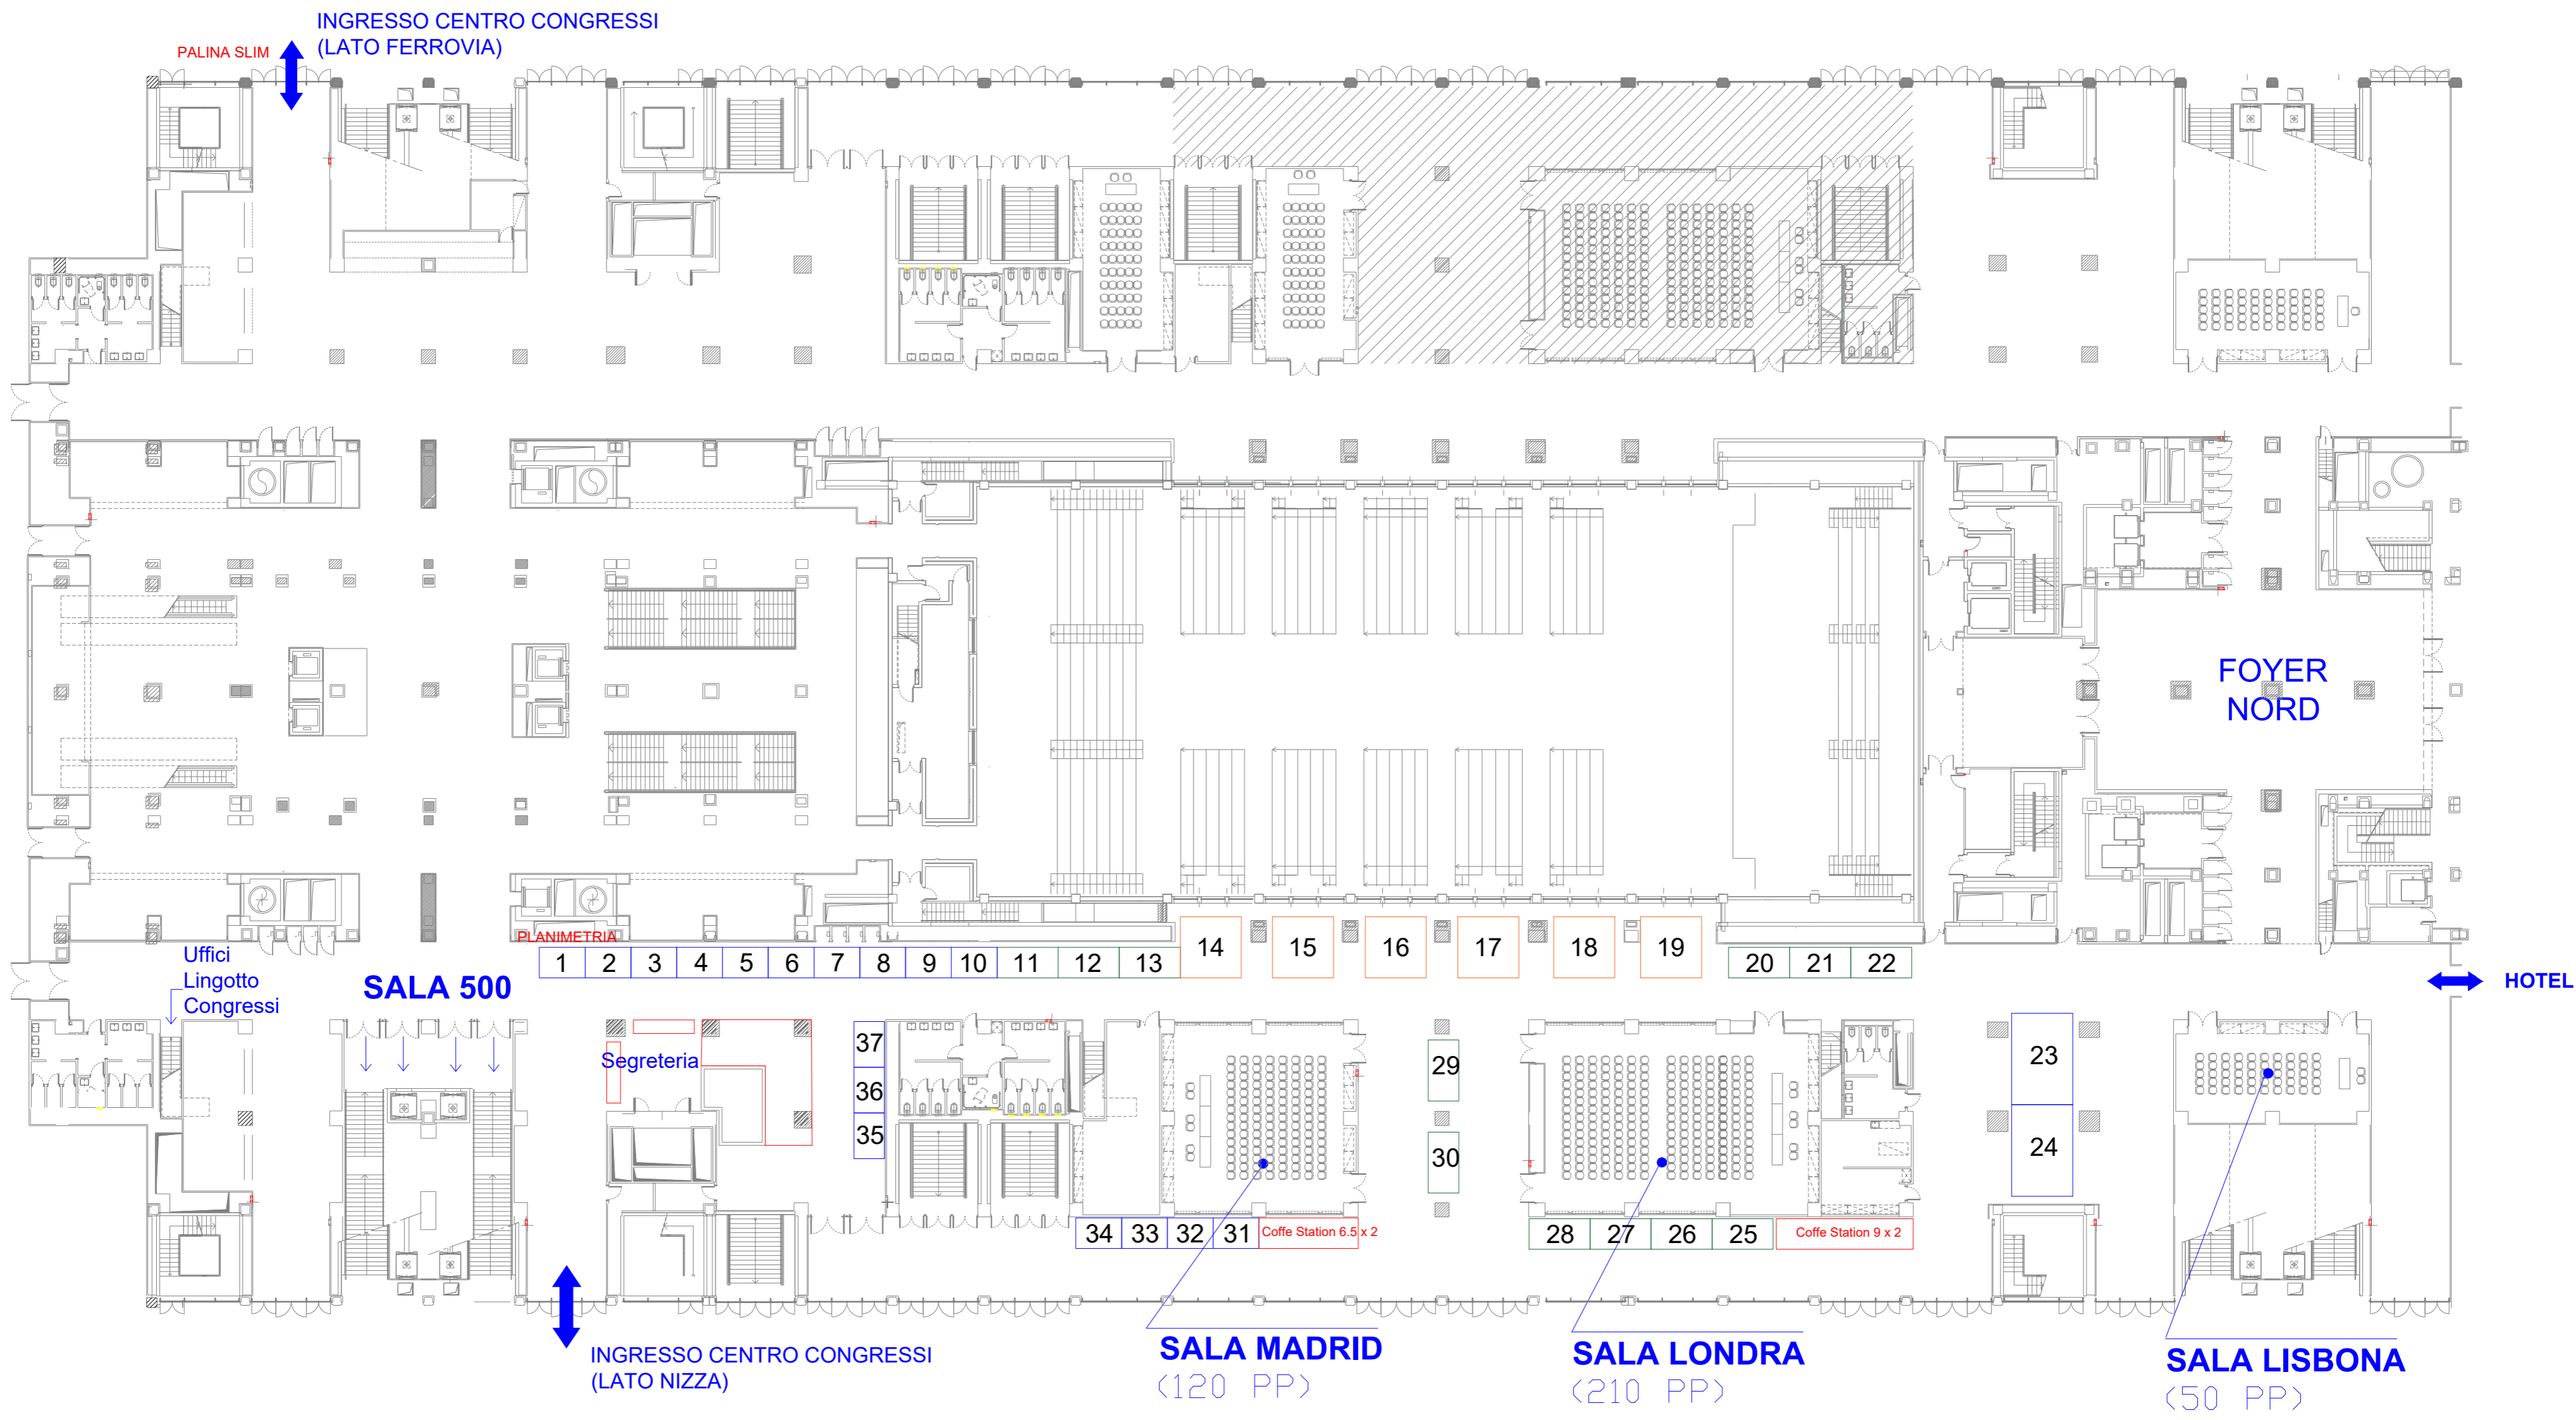 INGRESSO CENTRO CONGRESSI
(LATO FERROVIA)
PALINA SLIM
FOYER
NORD
PLANIMETRIA
1 2 3 4 5 6 7 8 9 10 11 12 13 14 15 16 17 18 19 20 21 22
Uffici
Lingotto
Congressi
SALA 500
HOTEL
Segreteria
37
36
35
29
30
23
24
34 33 32 31 Coffe Station 6.5 x 2
28 27 26 25 Coffe Station 9 x 2
INGRESSO CENTRO CONGRESSI
(LATO NIZZA)
SALA MADRID
(120 PP)
SALA LONDRA
(210 PP)
SALA LISBONA
(50 PP)